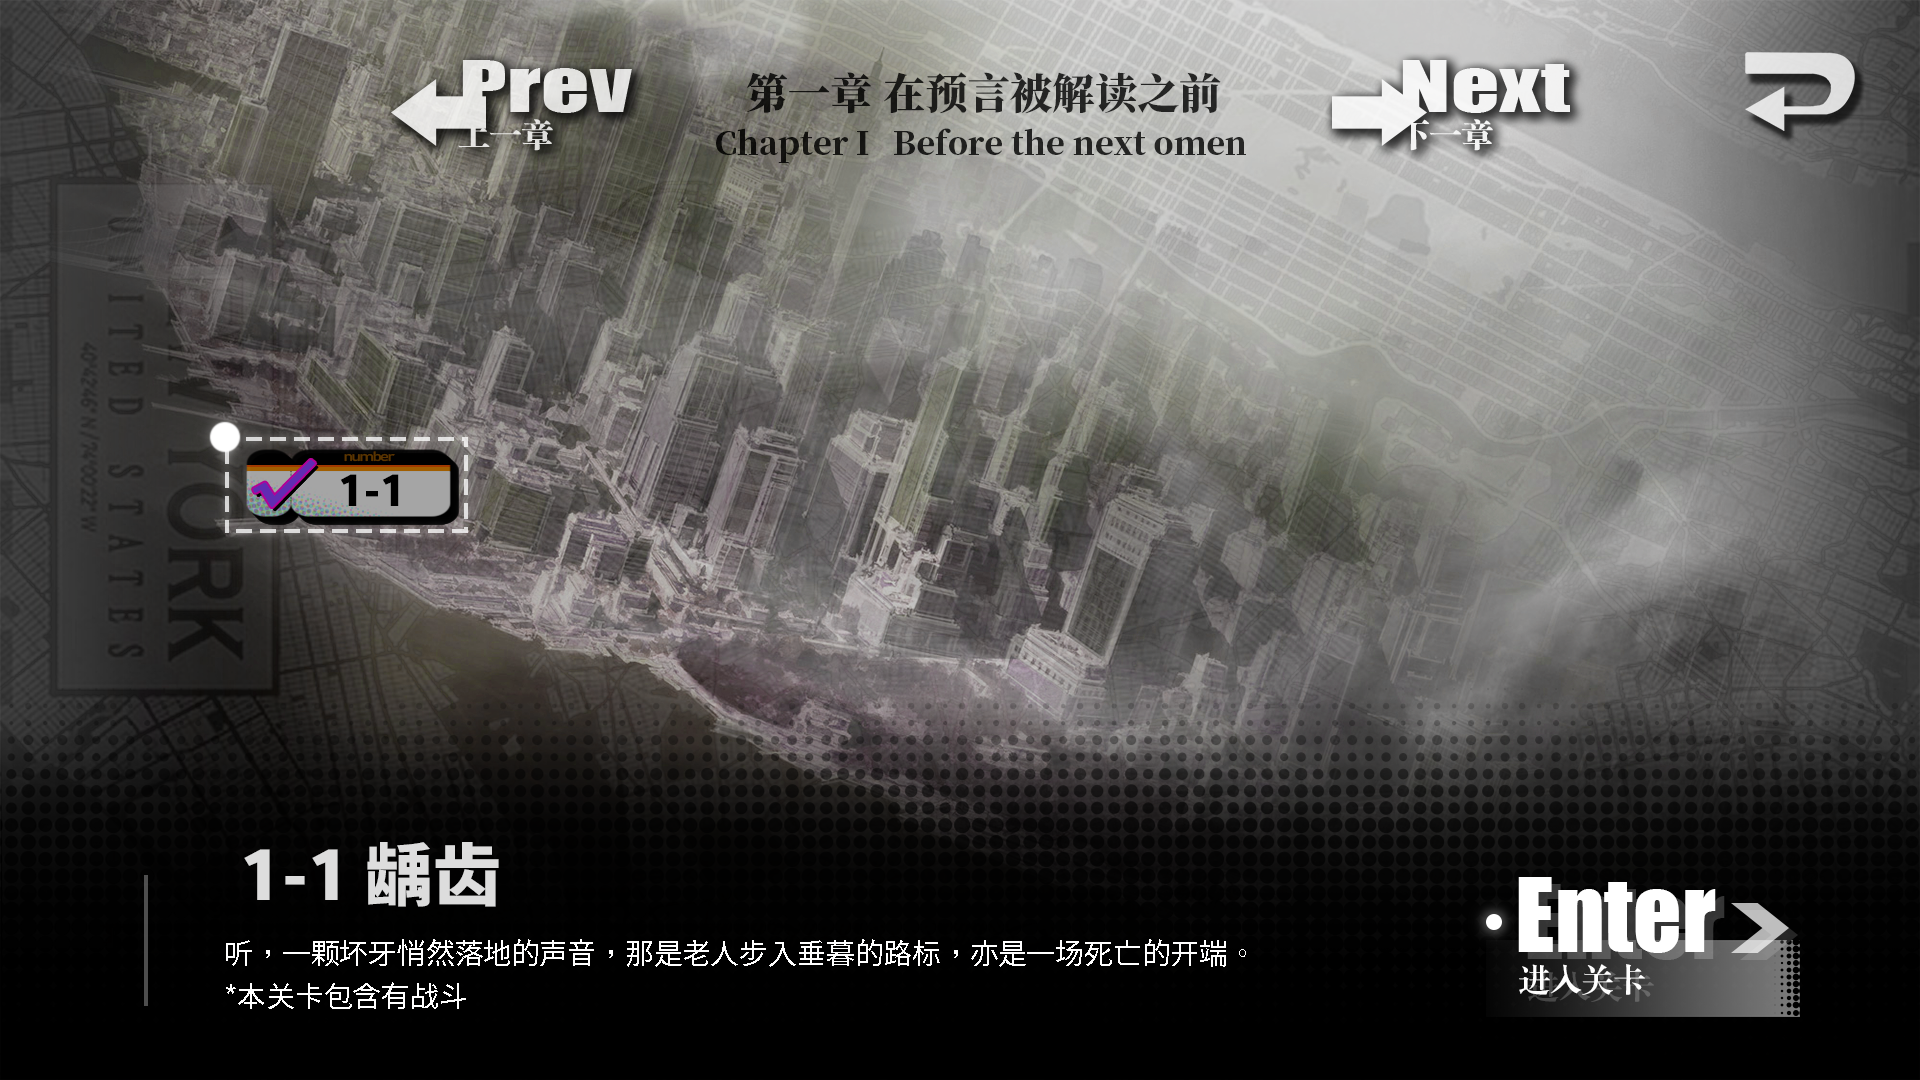 Prev
上一章
第一章 在预言被解读之前
Chapter I Before the next omen
Next
下一章
UNITED STATES
YORK
number
1-1
1-1 龋齿
听，一颗坏牙悄然落地的声音，那是老人步入垂暮的路标，亦是一场死亡的开端。
*本关卡包含有战斗
Enter
进入关卡